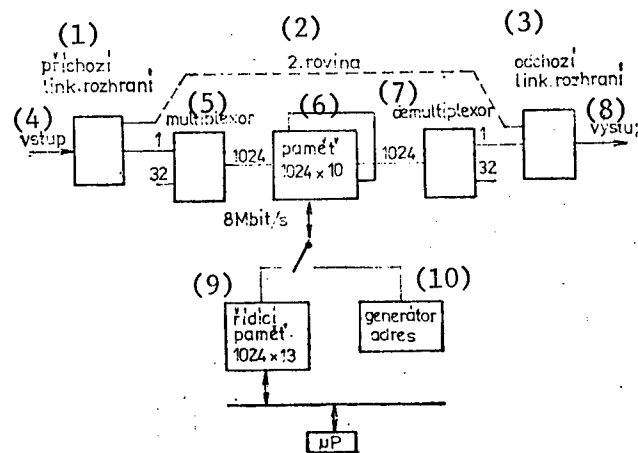 (1)
příchozí
link. rozhraní
(2)
2. rovina
(3)
odchozí
link. rozhraní
(4)
vstup
(5)
multiplexor
(6)
paměť
1024 × 10
(7)
demultiplexor
(8)
výstup
1
32
1024
1024
1
32
8Mbit/s
(9)
řídící
paměť
1024 × 13
(10)
generátor
adres
µP